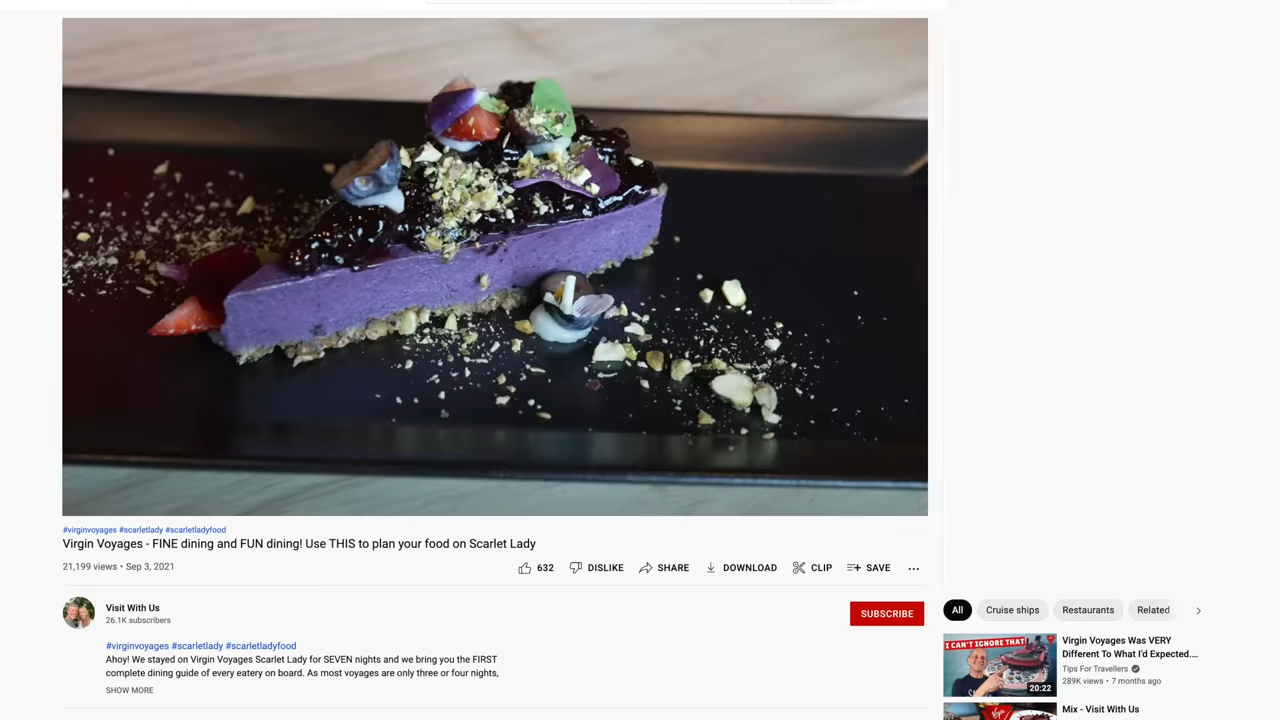 #virginvoyages #scarletlady #scarletladyfood
Virgin Voyages - FINE dining and FUN dining! Use THIS to plan your food on Scarlet Lady
21,199 views • Sep 3, 2021
632 DISLIKE SHARE DOWNLOAD CLIP SAVE ...
Visit With Us
26.1K subscribers
SUBSCRIBE
#virginvoyages #scarletlady #scarletladyfood
Ahoy! We stayed on Virgin Voyages Scarlet Lady for SEVEN nights and we bring you the FIRST
complete dining guide of every eatery on board. As most voyages are only three or four nights,
SHOW MORE
All Cruise ships Restaurants Related
I CAN'T IGNORE THAT
20:22
Virgin Voyages Was VERY
Different To What I'd Expected....
Tips For Travellers
289K views • 7 months ago
Mix - Visit With Us